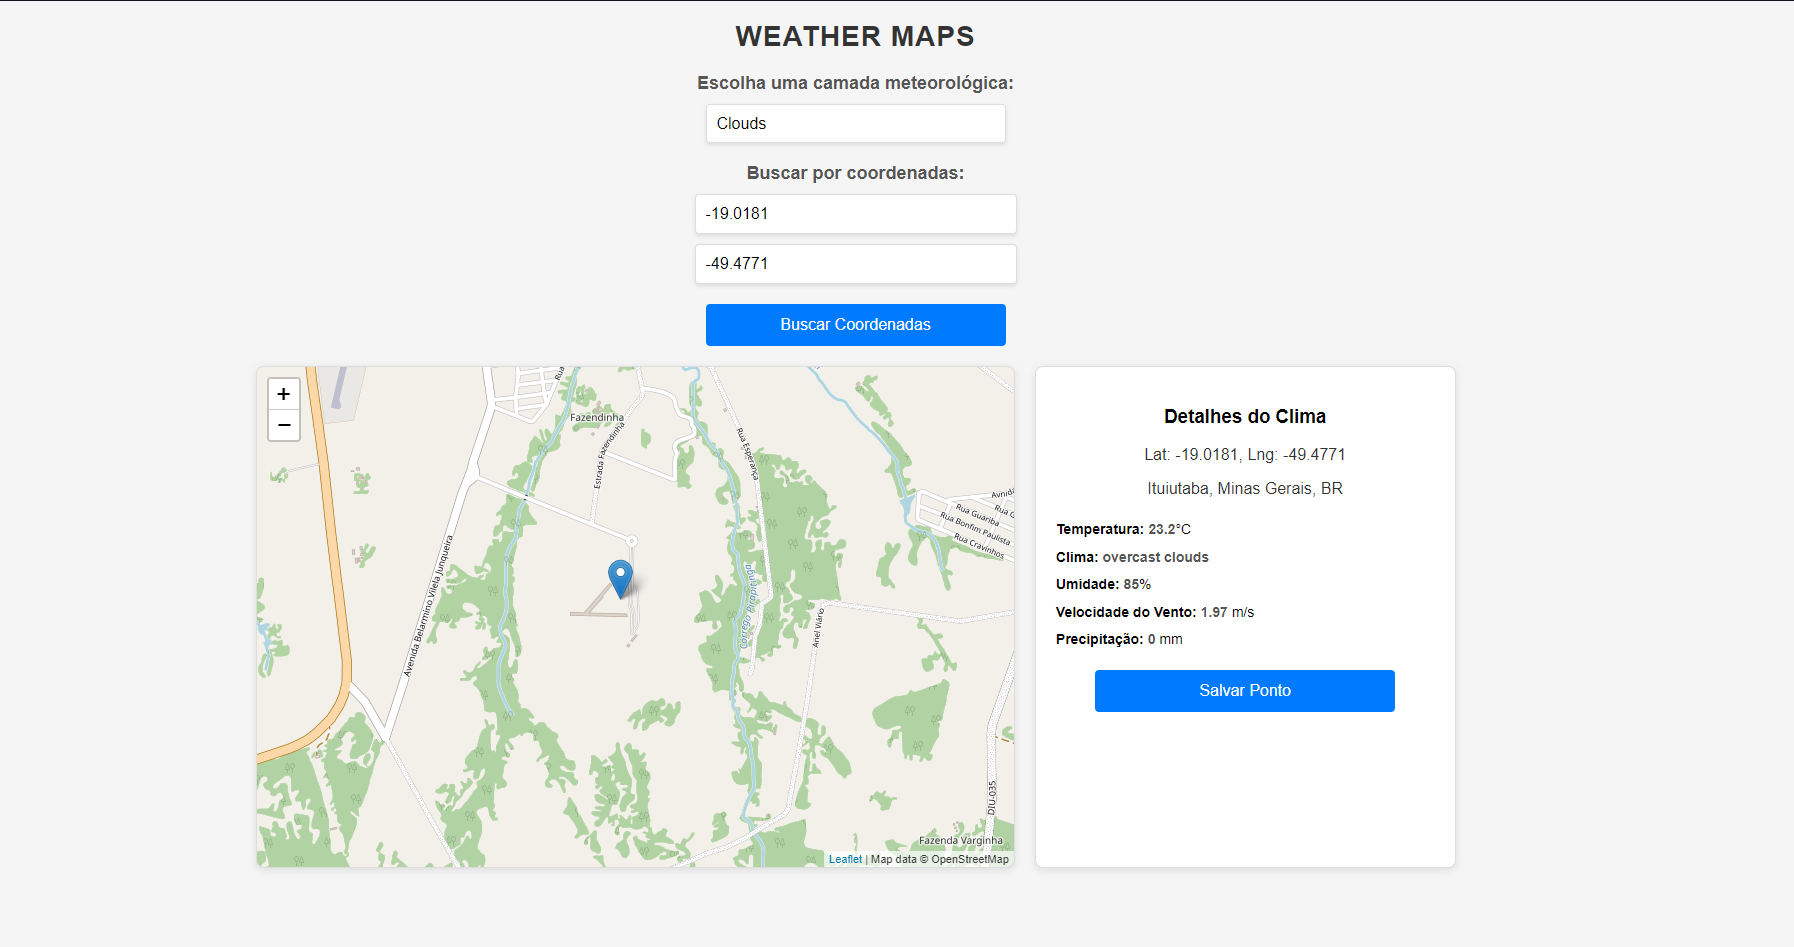 WEATHER MAPS
Escolha uma camada meteorológica:
Clouds
Buscar por coordenadas:
-19.0181
-49.4771
Buscar Coordenadas
+
−
Rua
Fazendinha
Estrada Fazendinha
Rua Esperança
Avenida Belarmino Vilela Junqueira
Córrego Pirapitinga
Anel Viário
Rua Guariba
Rua Bonfim Paulista
Rua Cravinhos
DIU-035
Fazenda Varginha
Leaflet | Map data © OpenStreetMap
Detalhes do Clima
Lat: -19.0181, Lng: -49.4771
Ituiutaba, Minas Gerais, BR
Temperatura: 23.2°C
Clima: overcast clouds
Umidade: 85%
Velocidade do Vento: 1.97 m/s
Precipitação: 0 mm
Salvar Ponto